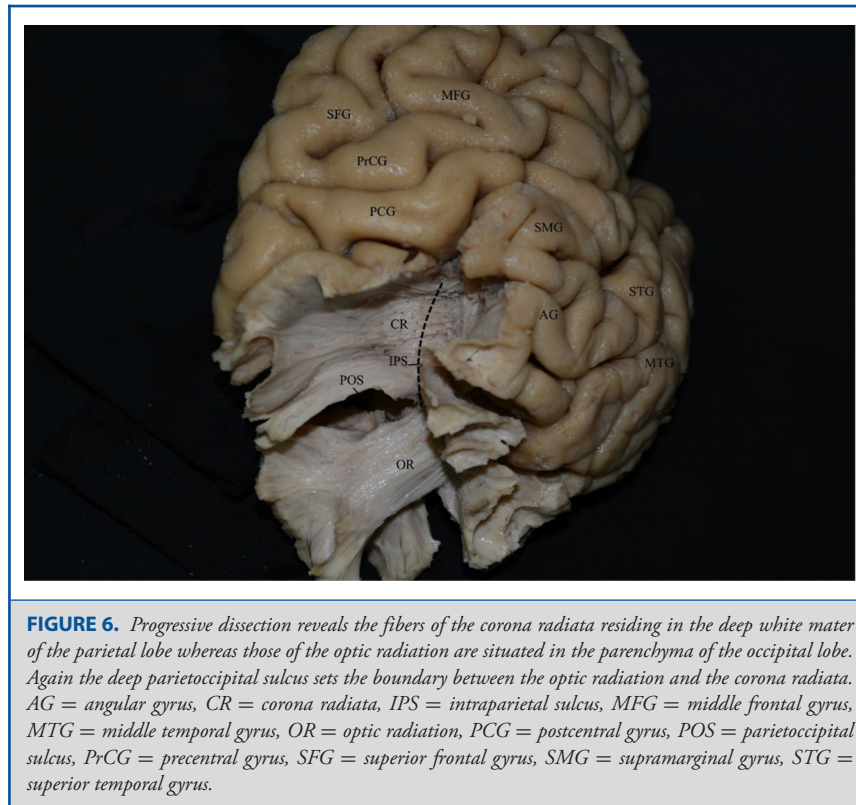 MFG
SFG
PrCG
PCG
SMG
STG
AG
CR
MTG
IPS
POS
OR
FIGURE 6. Progressive dissection reveals the fibers of the corona radiata residing in the deep white mater
of the parietal lobe whereas those of the optic radiation are situated in the parenchyma of the occipital lobe.
Again the deep parietoccipital sulcus sets the boundary between the optic radiation and the corona radiata.
AG = angular gyrus, CR = corona radiata, IPS = intraparietal sulcus, MFG = middle frontal gyrus,
MTG = middle temporal gyrus, OR = optic radiation, PCG = postcentral gyrus, POS = parietoccipital
sulcus, PrCG = precentral gyrus, SFG = superior frontal gyrus, SMG = supramarginal gyrus, STG =
superior temporal gyrus.